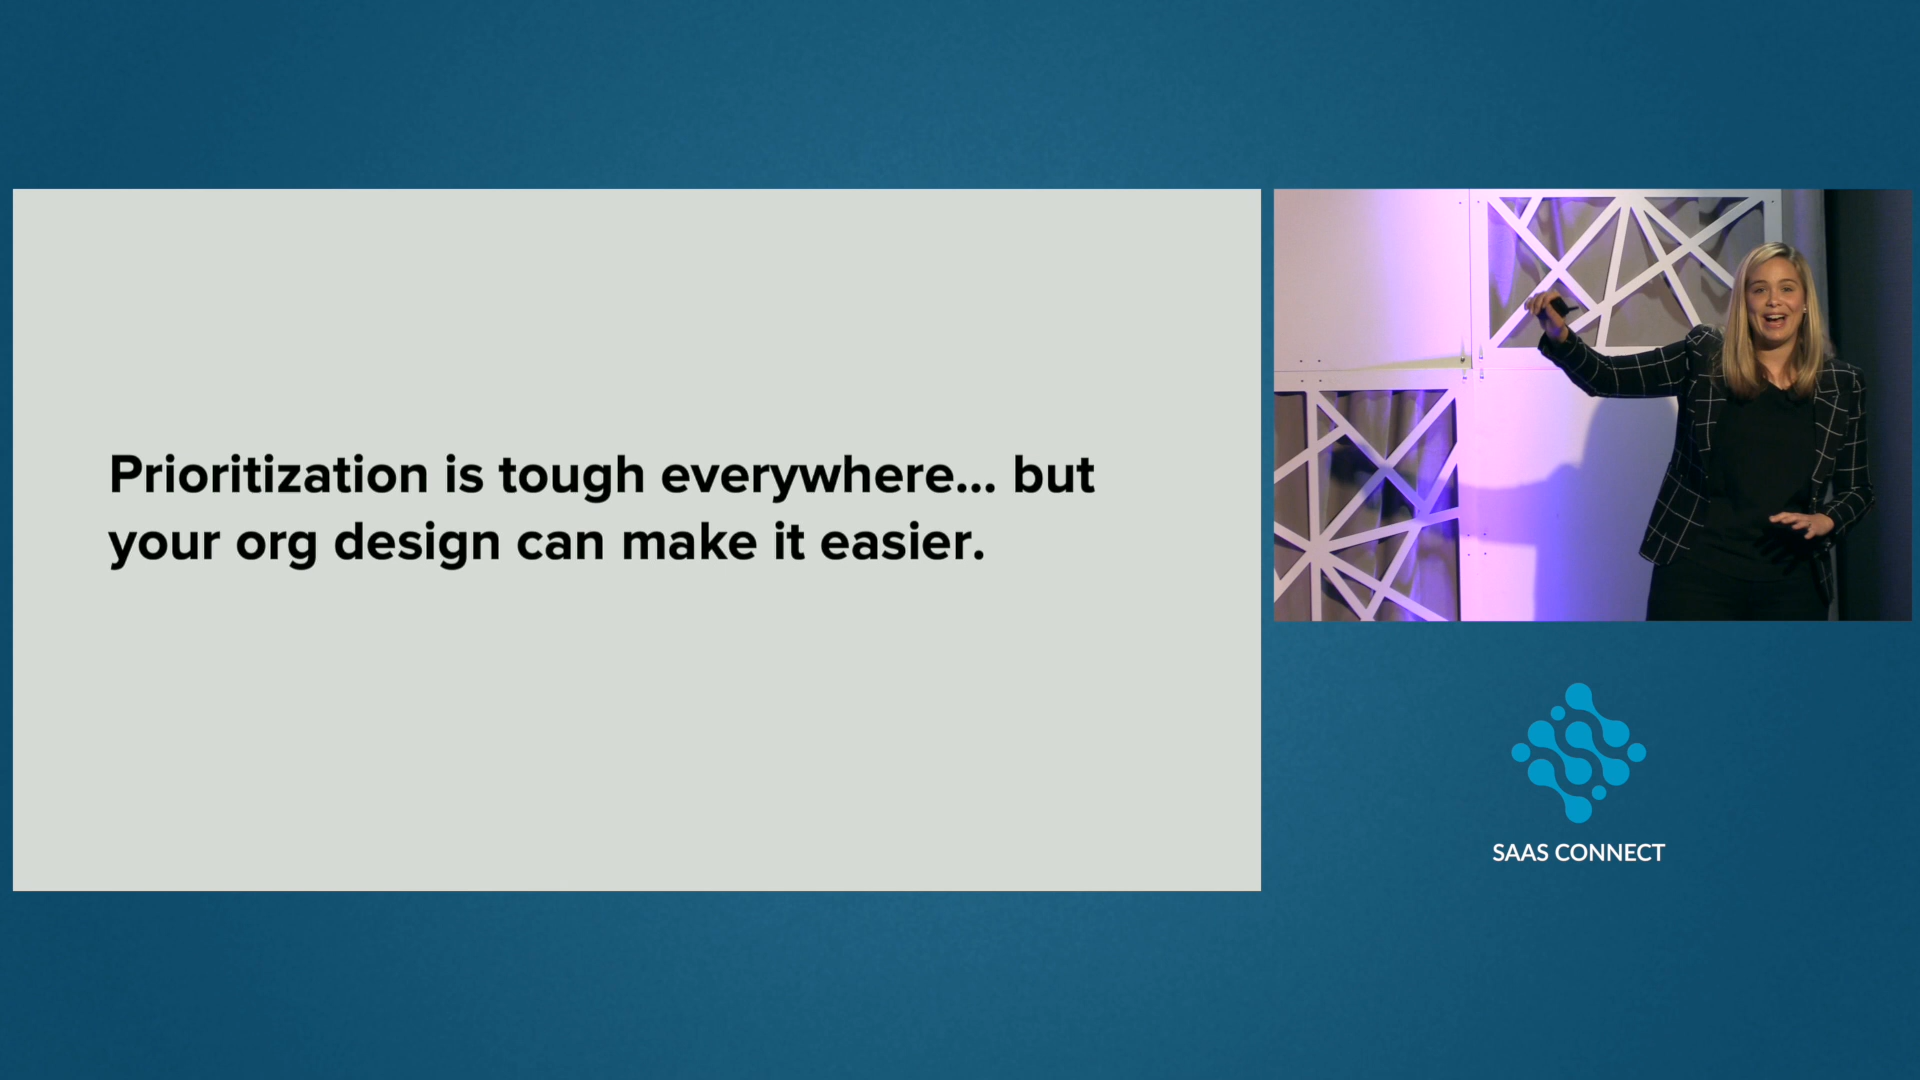 Prioritization is tough everywhere... but
your org design can make it easier.
SAAS CONNECT